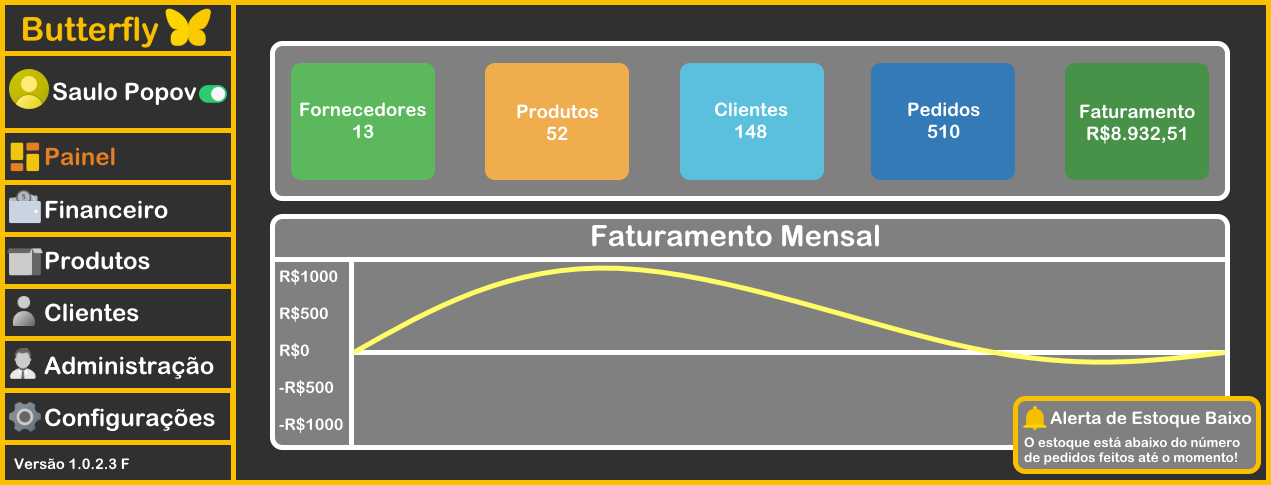 Butterfly
Saulo Popov
Painel
Financeiro
Produtos
Clientes
Administração
Configurações
Versão 1.0.2.3 F
Fornecedores
13
Produtos
52
Clientes
148
Pedidos
510
Faturamento
R$8.932,51
Faturamento Mensal
R$1000
R$500
R$0
-R$500
-R$1000
Alerta de Estoque Baixo
O estoque está abaixo do número
de pedidos feitos até o momento!